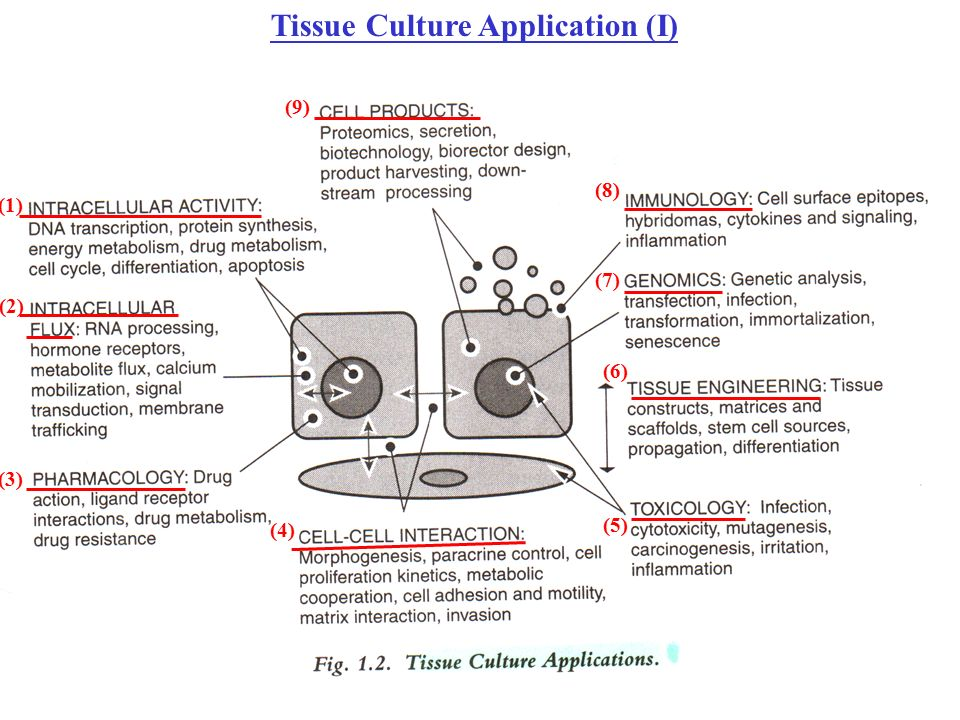 Tissue Culture Application (I)
(9) CELL PRODUCTS:
Proteomics, secretion,
biotechnology, biorector design,
product harvesting, down-
stream processing
(1) INTRACELLULAR ACTIVITY:
DNA transcription, protein synthesis,
energy metabolism, drug metabolism,
cell cycle, differentiation, apoptosis
(2) INTRACELLULAR
FLUX: RNA processing,
hormone receptors,
metabolite flux, calcium
mobilization, signal
transduction, membrane
trafficking
(3) PHARMACOLOGY: Drug
action, ligand receptor
interactions, drug metabolism,
drug resistance
(4) CELL-CELL INTERACTION:
Morphogenesis, paracrine control, cell
proliferation kinetics, metabolic
cooperation, cell adhesion and motility,
matrix interaction, invasion
(8) IMMUNOLOGY: Cell surface epitopes,
hybridomas, cytokines and signaling,
inflammation
(7) GENOMICS: Genetic analysis,
transfection, infection,
transformation, immortalization,
senescence
(6) TISSUE ENGINEERING: Tissue
constructs, matrices and
scaffolds, stem cell sources,
propagation, differentiation
(5) TOXICOLOGY: Infection,
cytotoxicity, mutagenesis,
carcinogenesis, irritation,
inflammation
Fig. 1.2. Tissue Culture Applications.